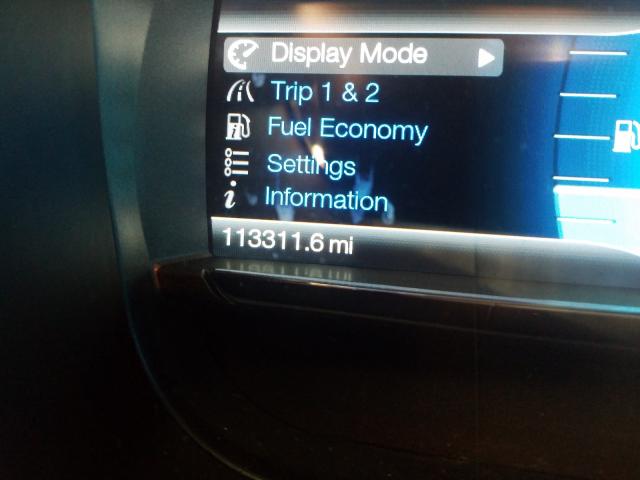 Display Mode
Trip 1 & 2
Fuel Economy
Settings
Information
113311.6 mi